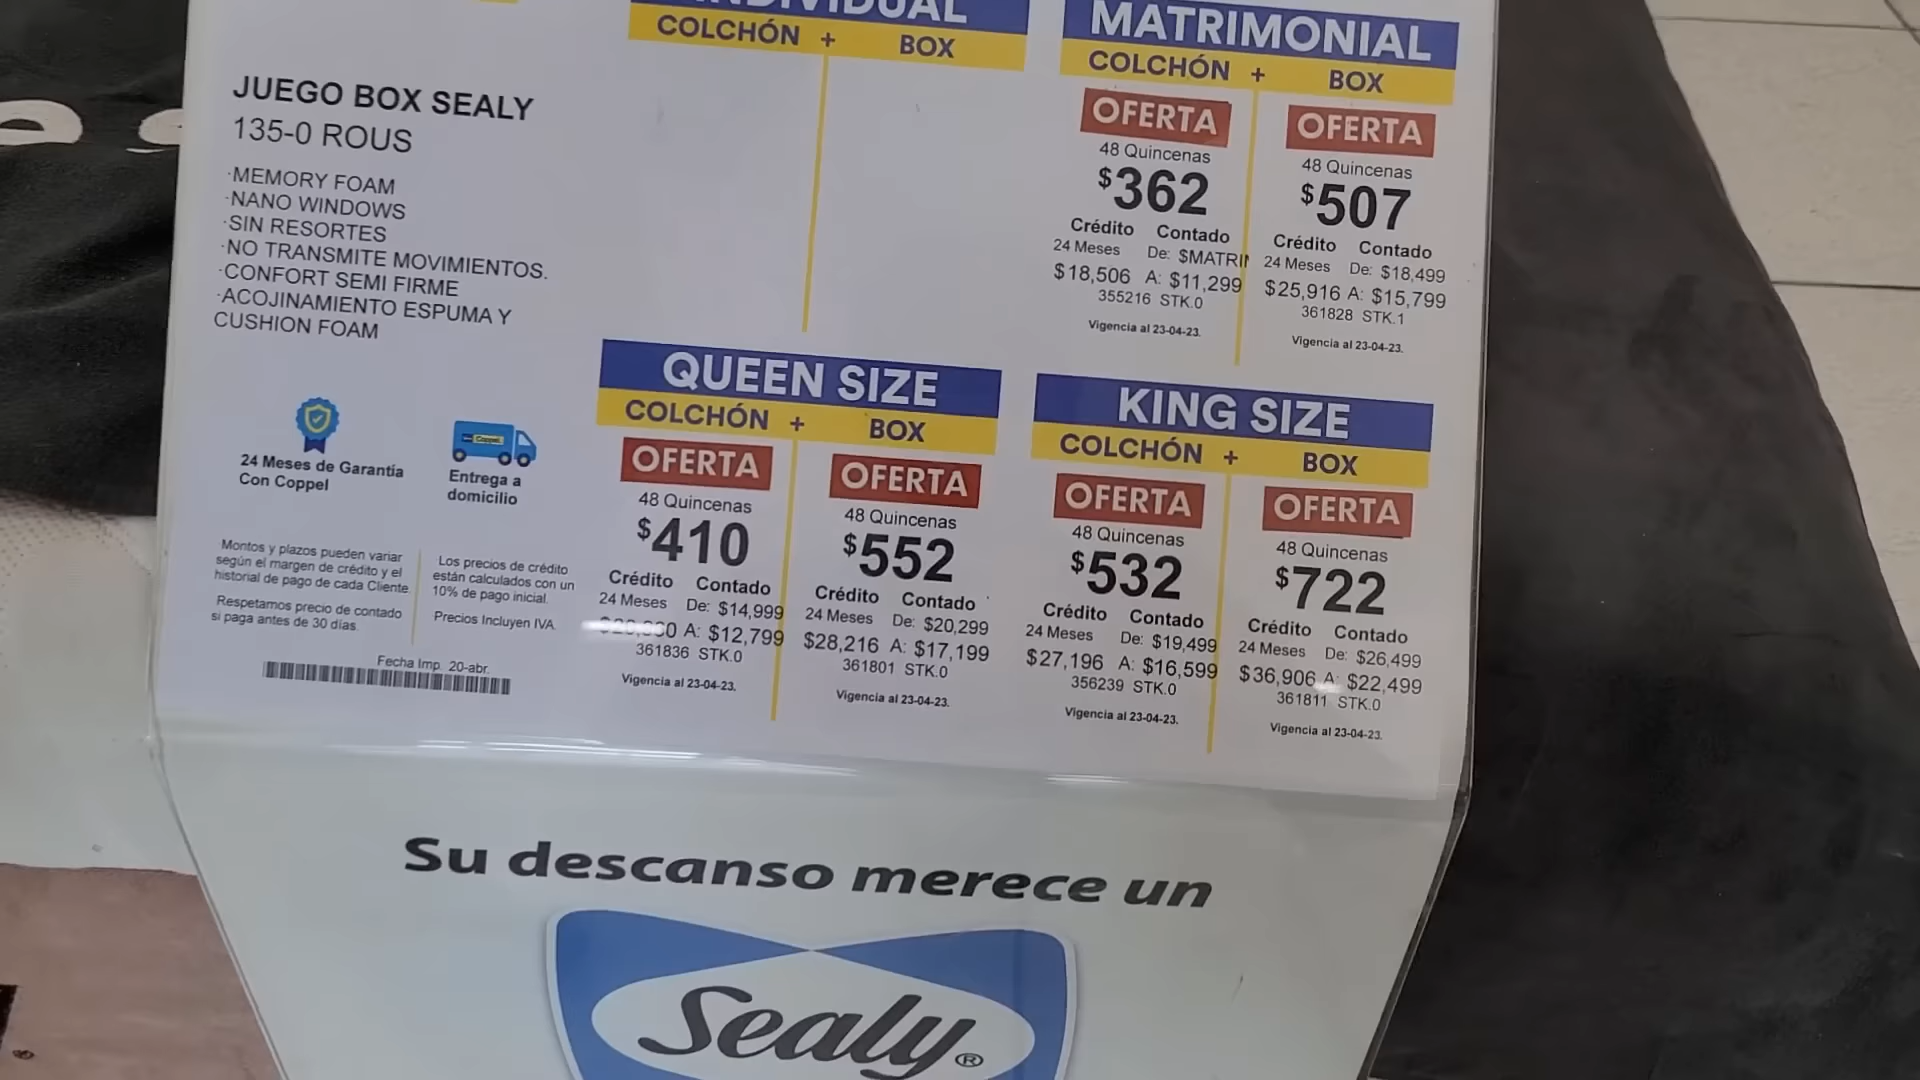 JUEGO BOX SEALY
135-0 ROUS
·MEMORY FOAM
·NANO WINDOWS
·SIN RESORTES
·NO TRANSMITE MOVIMIENTOS.
·CONFORT SEMI FIRME
·ACOJINAMIENTO ESPUMA Y
CUSHION FOAM
24 Meses de Garantía
Con Coppel
Coppel
Entrega a
domicilio
Montos y plazos pueden variar
según el margen de crédito y el
historial de pago de cada Cliente.
Respetamos precio de contado
si paga antes de 30 días.
Los precios de crédito
están calculados con un
10% de pago inicial.
Precios Incluyen IVA.
Fecha Imp. 20-abr.
INDIVIDUAL
COLCHÓN + BOX
MATRIMONIAL
COLCHÓN + BOX
OFERTA
48 Quincenas
$362
Crédito Contado
24 Meses De: $MATRI
$18,506 A: $11,299
355216 STK.0
Vigencia al 23-04-23.
OFERTA
48 Quincenas
$507
Crédito Contado
24 Meses De: $18,499
$25,916 A: $15,799
361828 STK.1
Vigencia al 23-04-23.
QUEEN SIZE
COLCHÓN + BOX
OFERTA
48 Quincenas
$410
Crédito Contado
24 Meses De: $14,999
A: $12,799
361836 STK.0
Vigencia al 23-04-23.
OFERTA
48 Quincenas
$552
Crédito Contado
24 Meses De: $20,299
$28,216 A: $17,199
361801 STK.0
Vigencia al 23-04-23.
KING SIZE
COLCHÓN + BOX
OFERTA
48 Quincenas
$532
Crédito Contado
24 Meses De: $19,499
$27,196 A: $16,599
356239 STK.0
Vigencia al 23-04-23.
OFERTA
48 Quincenas
$722
Crédito Contado
24 Meses De: $26,499
$36,906 A: $22,499
361811 STK.0
Vigencia al 23-04-23.
Su descanso merece un
Sealy®